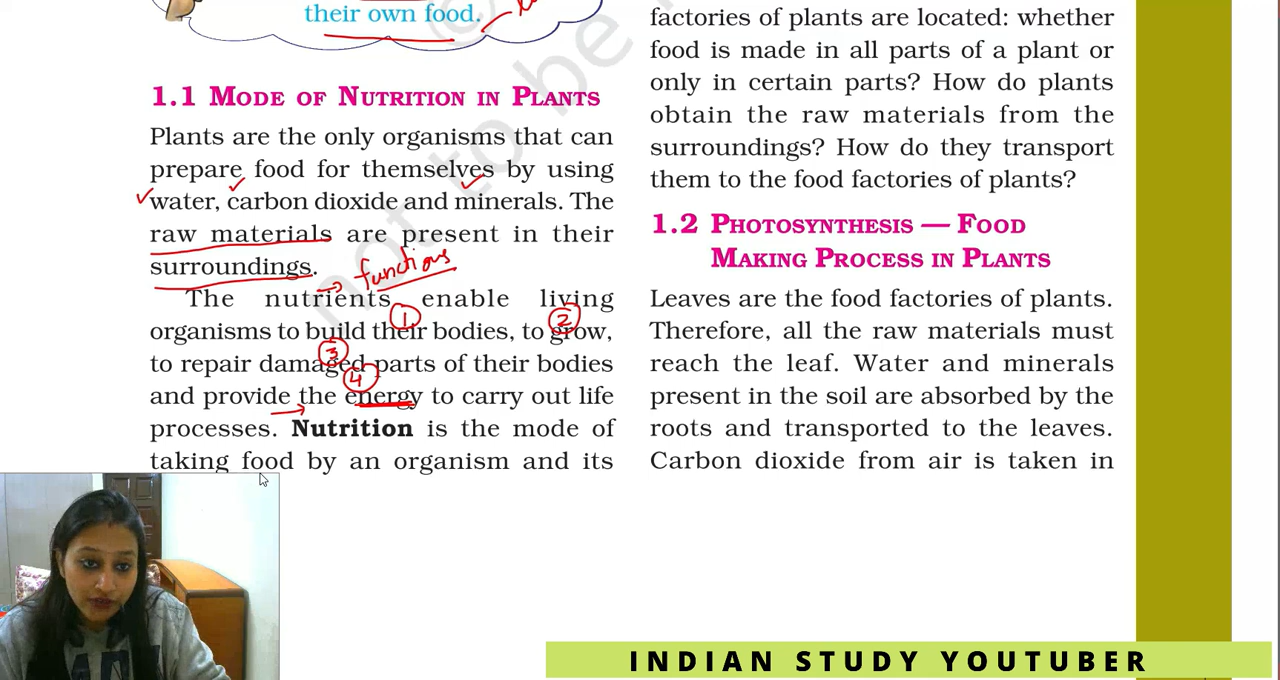 their own food.
1.1 MODE OF NUTRITION IN PLANTS
Plants are the only organisms that can
prepare food for themselves by using
water, carbon dioxide and minerals. The
raw materials are present in their
surroundings.
functions
The nutrients enable living
1
2
organisms to build their bodies, to grow,
3
to repair damaged parts of their bodies
4
and provide the energy to carry out life
processes. Nutrition is the mode of
taking food by an organism and its
factories of plants are located: whether
food is made in all parts of a plant or
only in certain parts? How do plants
obtain the raw materials from the
surroundings? How do they transport
them to the food factories of plants?
1.2 PHOTOSYNTHESIS — FOOD
MAKING PROCESS IN PLANTS
Leaves are the food factories of plants.
Therefore, all the raw materials must
reach the leaf. Water and minerals
present in the soil are absorbed by the
roots and transported to the leaves.
Carbon dioxide from air is taken in
not to be
©
INDIAN STUDY YOUTUBER